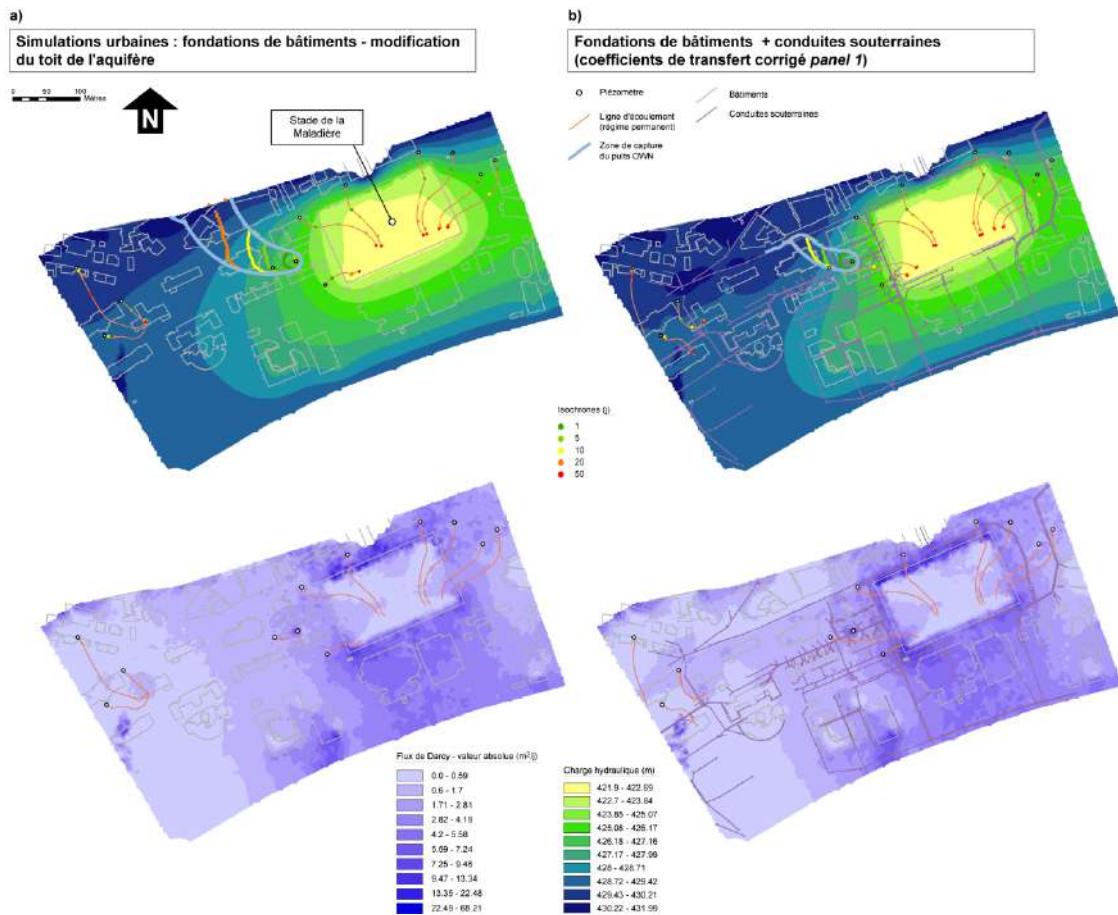 a)
Simulations urbaines : fondations de bâtiments - modification
du toit de l'aquifère
0 50 100
Mètres
N
Stade de la
Maladière
b)
Fondations de bâtiments + conduites souterraines
(coefficients de transfert corrigé panel 1)
Piézomètre
Ligne d'écoulement
(régime permanent)
Zone de capture
du puits OWN
Bâtiments
Conduites souterraines
Isochrones (j)
1
5
10
20
50
Flux de Darcy - valeur absolue (m²/j)
0.0 - 0.59
0.6 - 1.7
1.71 - 2.81
2.82 - 4.19
4.2 - 5.58
5.59 - 7.24
7.25 - 9.46
9.47 - 13.34
13.35 - 22.48
22.49 - 68.21
Charge hydraulique (m)
421.9 - 422.69
422.7 - 423.84
423.85 - 425.07
425.08 - 426.17
426.18 - 427.16
427.17 - 427.99
428 - 428.71
428.72 - 429.42
429.43 - 430.21
430.22 - 431.99